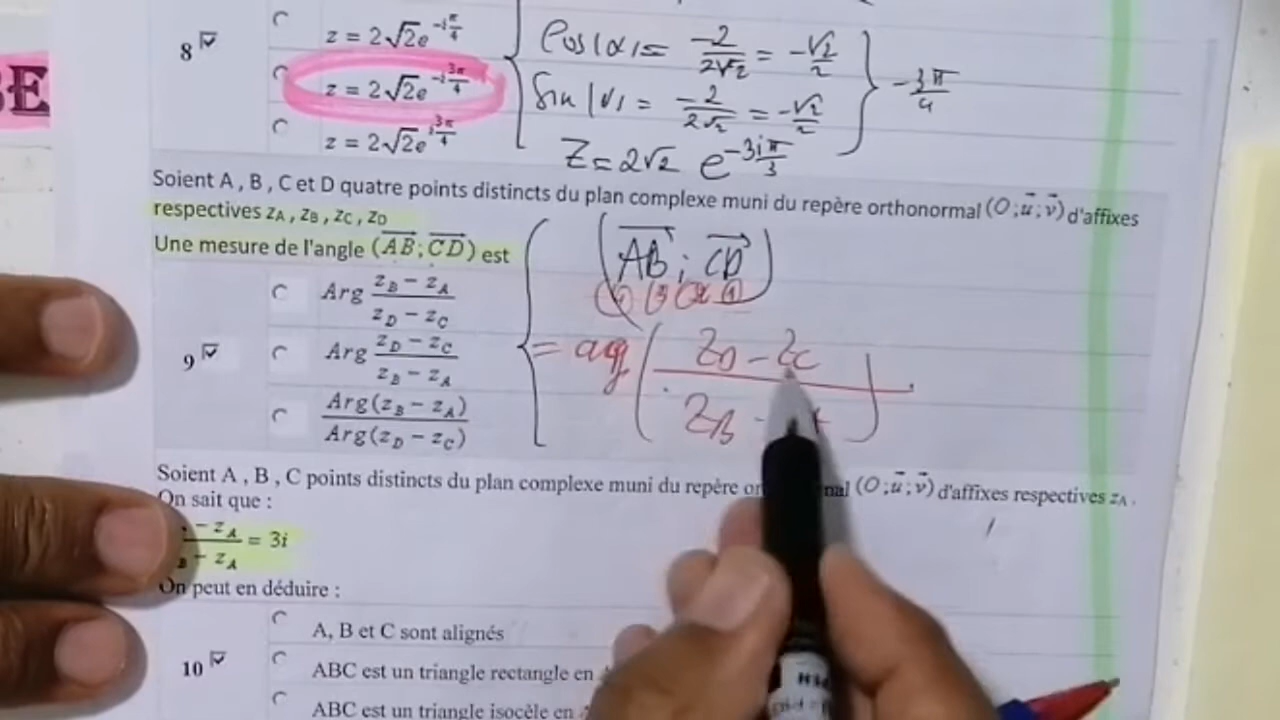 BE
8
z = 2√2e^{-i π/4}
z = 2√2e^{-i 3π/4}
z = 2√2e^{i 3π/4}
cos(α) = -2/2√2 = -√2/2
sin(α) = -2/2√2 = -√2/2
-3π/4
Z = 2√2 e^{-3iπ/3}
Soient A , B , C et D quatre points distincts du plan complexe muni du repère orthonormal (O ; u ; v) d'affixes
respectives z_A , z_B , z_C , z_D
Une mesure de l'angle (AB ; CD) est
(AB ; CD)
9
Arg (z_B − z_A)/(z_D − z_C)
Arg (z_D − z_C)/(z_B − z_A)
Arg(z_B − z_A)/Arg(z_D − z_C)
= arg( (Z_D − Z_C)/(Z_B −
Soient A , B , C points distincts du plan complexe muni du repère (O ; u ; v) d'affixes respectives z_A .
On sait que :
− z_A / − z_A = 3i
On peut en déduire :
10
A, B et C sont alignés
ABC est un triangle rectangle en
ABC est un triangle isocèle en